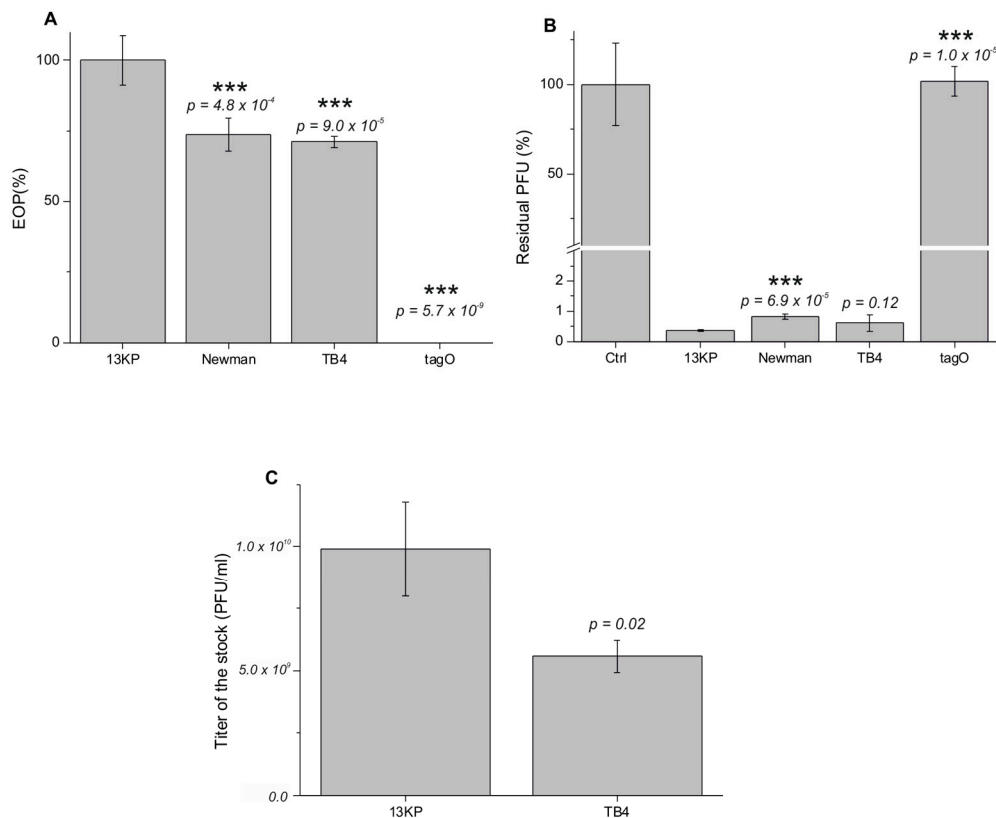 A
EOP(%)
100
50
0
***
p = 4.8 x 10-4
***
p = 9.0 x 10-5
***
p = 5.7 x 10-9
13KP Newman TB4 tagO
B
Residual PFU (%)
100
50
2
1
0
***
p = 1.0 x 10-5
***
p = 6.9 x 10-5
p = 0.12
Ctrl 13KP Newman TB4 tagO
C
Titer of the stock (PFU/ml)
1.0 x 1010
5.0 x 109
0.0
p = 0.02
13KP TB4